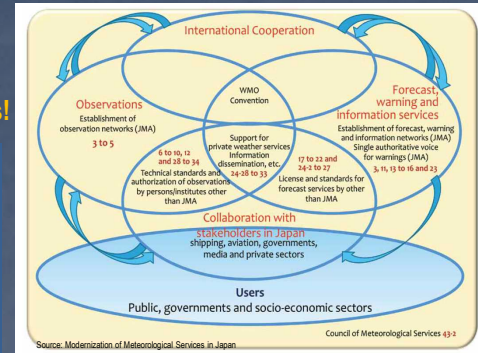 s!
International Cooperation
WMO
Convention
Observations
Establishment of
observation networks (JMA)
3 to 5
Forecast,
warning and
information services
Establishment of forecast, warning
and information networks (JMA)
Single authoritative voice
for warnings (JMA)
3, 11, 13 to 16 and 23
Support for
private weather services
Information
dissemination, etc.
24-28 to 33
6 to 10, 12
and 28 to 34
Technical standards and
authorization of observations
by persons/institutes other
than JMA
17 to 22 and
24-2 to 27
License and standards for
forecast services by other
than JMA
Collaboration with
stakeholders in Japan
shipping, aviation, governments,
media and private sectors
Users
Public, governments and socio-economic sectors
Council of Meteorological Services 43-2
Source: Modernization of Meteorological Services in Japan